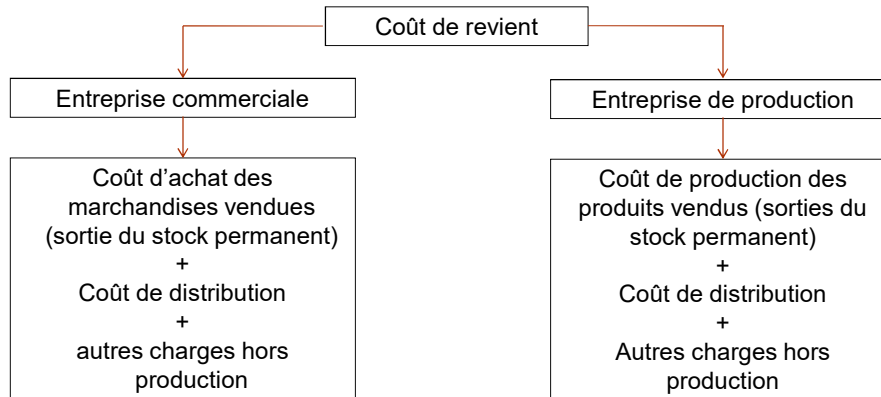 Coût de revient
Entreprise commerciale
Entreprise de production
Coût d’achat des
marchandises vendues
(sortie du stock permanent)
+
Coût de distribution
+
autres charges hors
production
Coût de production des
produits vendus (sorties du
stock permanent)
+
Coût de distribution
+
Autres charges hors
production